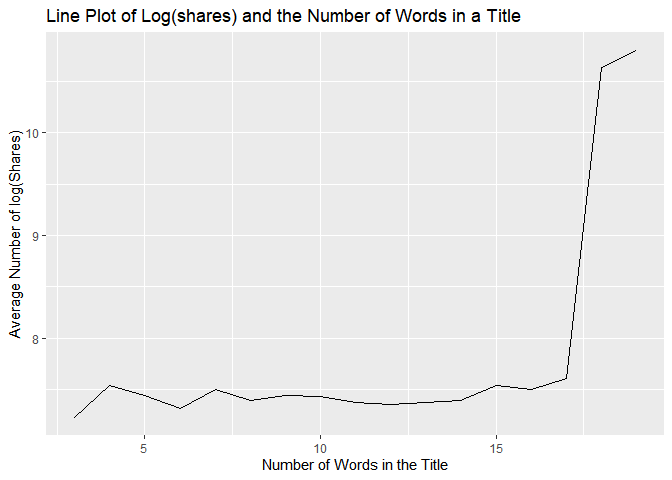 Line Plot of Log(shares) and the Number of Words in a Title
Average Number of log(Shares)
10
9
8
5
10
15
Number of Words in the Title